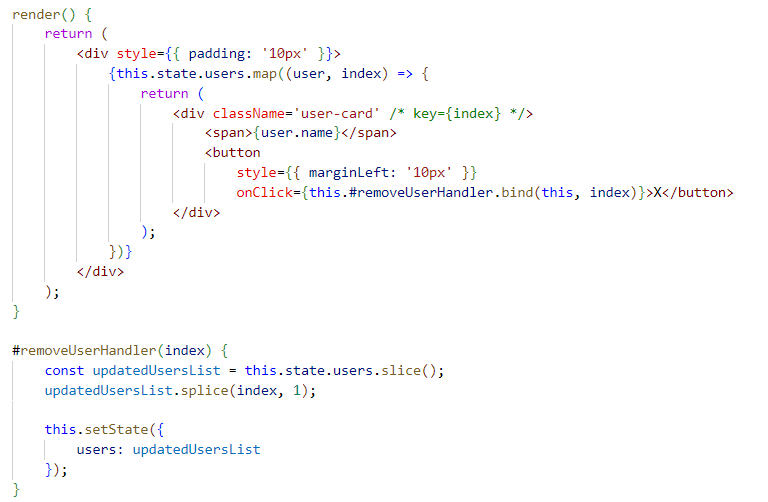 render() {
    return (
        <div style={{ padding: '10px' }}>
            {this.state.users.map((user, index) => {
                return (
                    <div className='user-card' /* key={index} */>
                        <span>{user.name}</span>
                        <button
                            style={{ marginLeft: '10px' }}
                            onClick={this.#removeUserHandler.bind(this, index)}>X</button>
                    </div>
                );
            })}
        </div>
    );
}

#removeUserHandler(index) {
    const updatedUsersList = this.state.users.slice();
    updatedUsersList.splice(index, 1);

    this.setState({
        users: updatedUsersList
    });
}